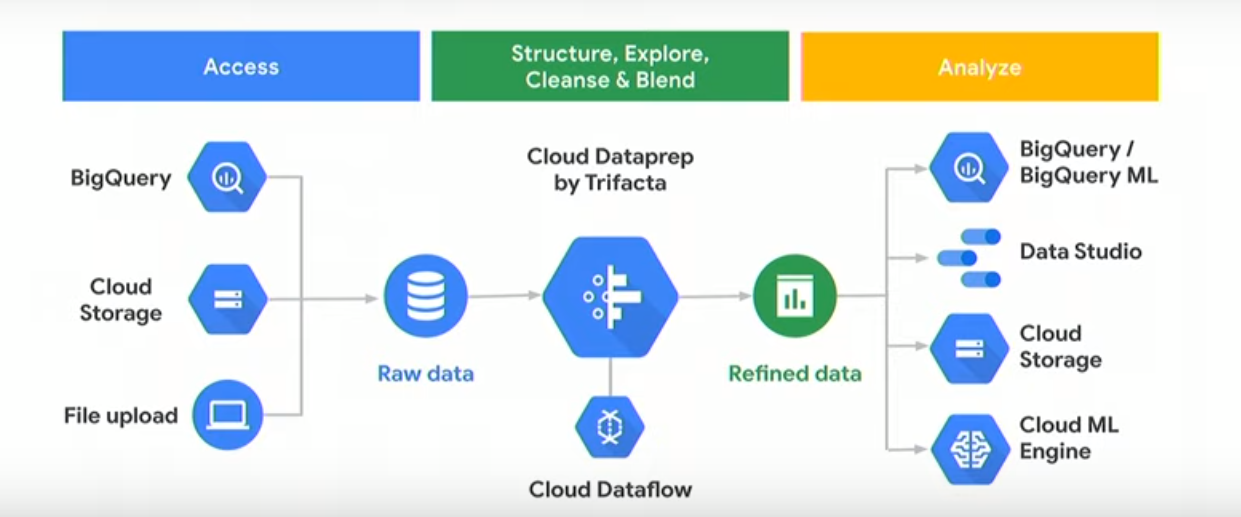 Access
Structure, Explore,
Cleanse & Blend
Analyze
BigQuery
Cloud
Storage
File upload
Raw data
Cloud Dataprep
by Trifacta
Cloud Dataflow
Refined data
BigQuery /
BigQuery ML
Data Studio
Cloud
Storage
Cloud ML
Engine